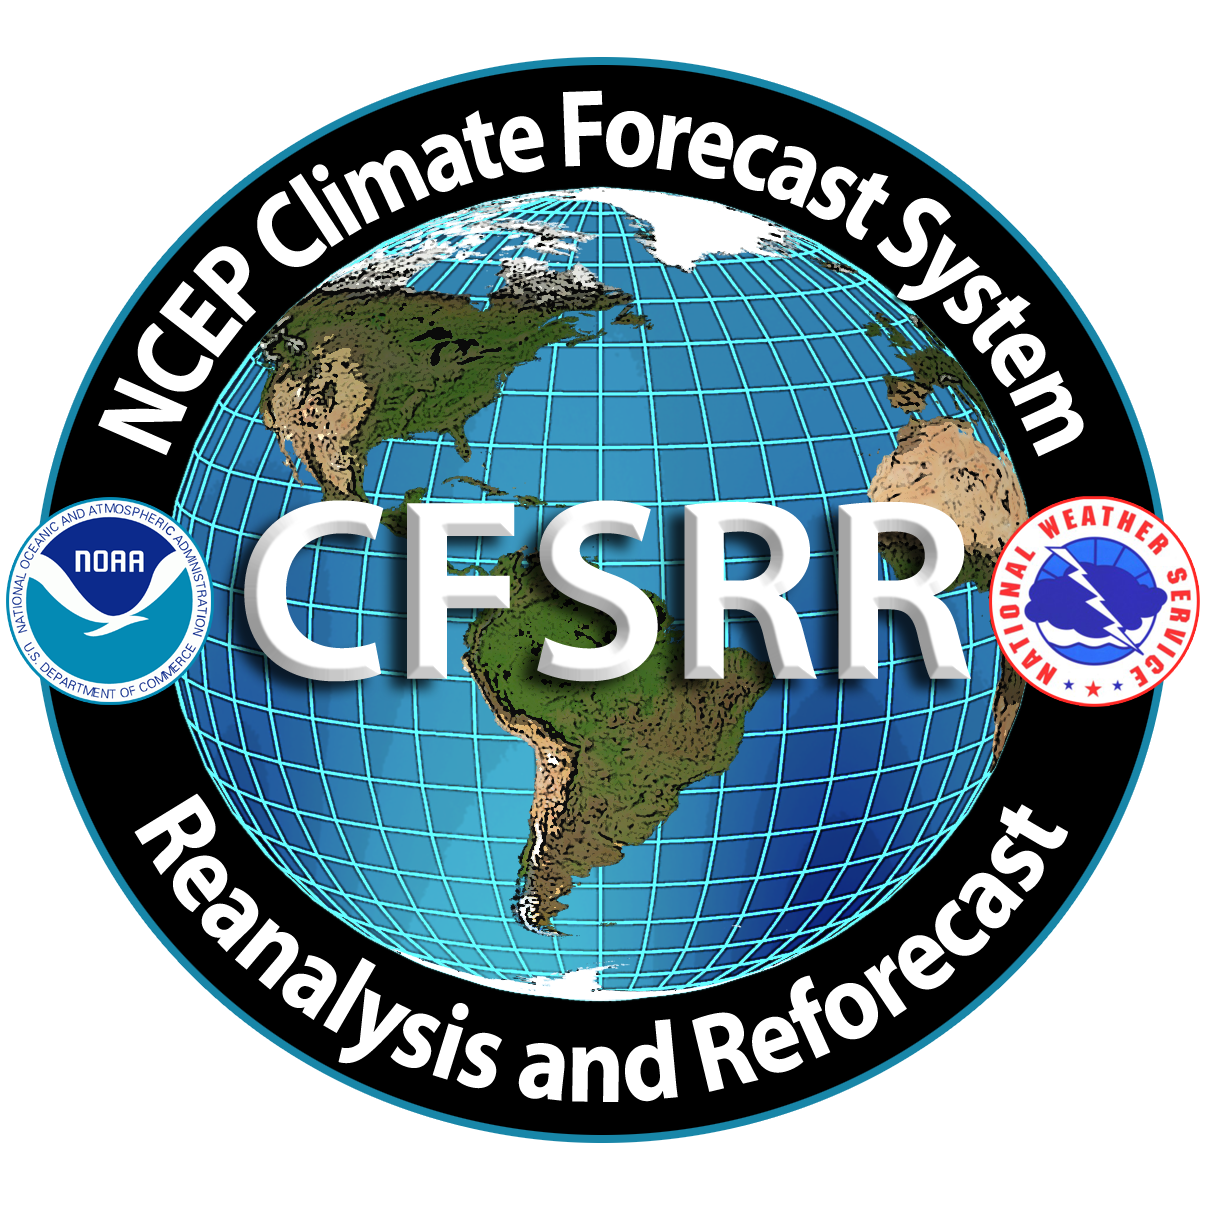 NCEP Climate Forecast System
CFSRR
NATIONAL OCEANIC AND ATMOSPHERIC ADMINISTRATION
NOAA
U.S. DEPARTMENT OF COMMERCE
NATIONAL WEATHER SERVICE
Reanalysis and Reforecast